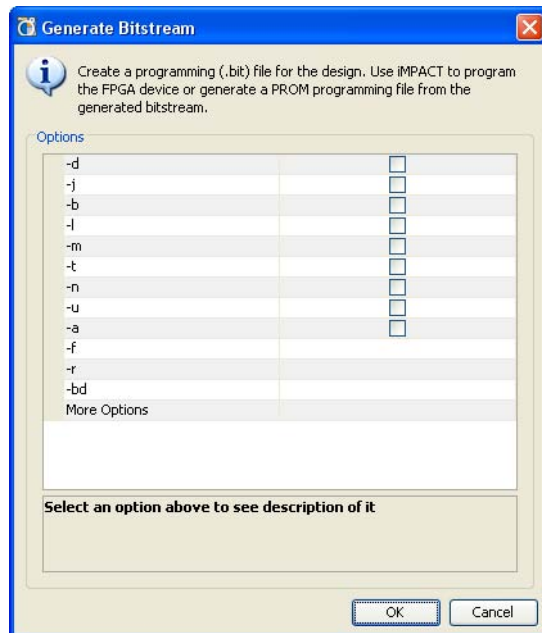 Generate Bitstream
Create a programming (.bit) file for the design. Use iMPACT to program
the FPGA device or generate a PROM programming file from the
generated bitstream.
Options
-d
-j
-b
-l
-m
-t
-n
-u
-a
-f
-r
-bd
More Options
Select an option above to see description of it
OK
Cancel